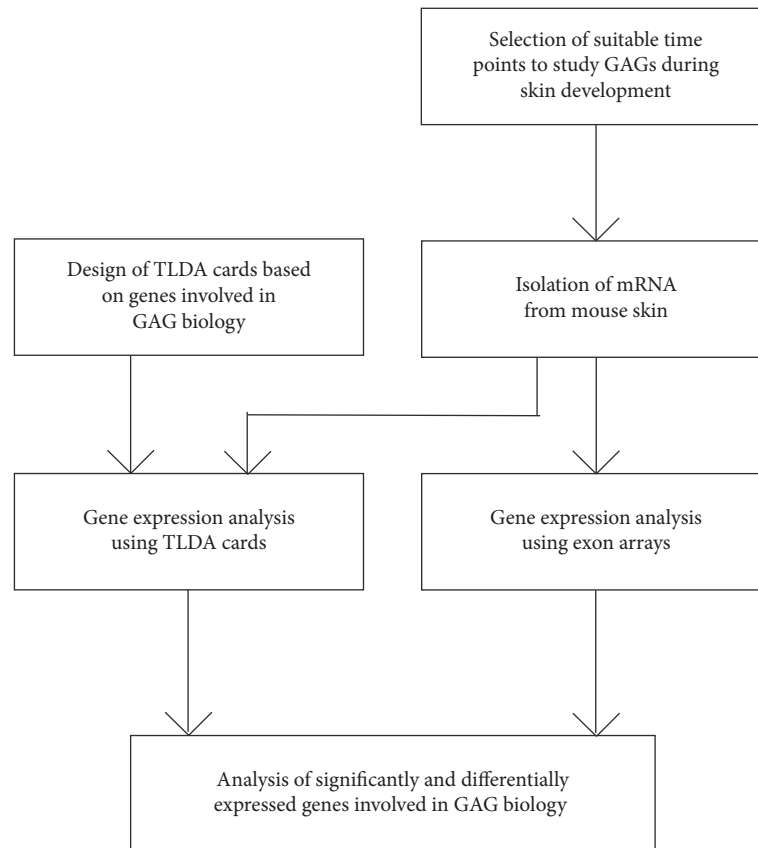 Selection of suitable time
points to study GAGs during
skin development
Design of TLDA cards based
on genes involved in
GAG biology
Isolation of mRNA
from mouse skin
Gene expression analysis
using TLDA cards
Gene expression analysis
using exon arrays
Analysis of significantly and differentially
expressed genes involved in GAG biology